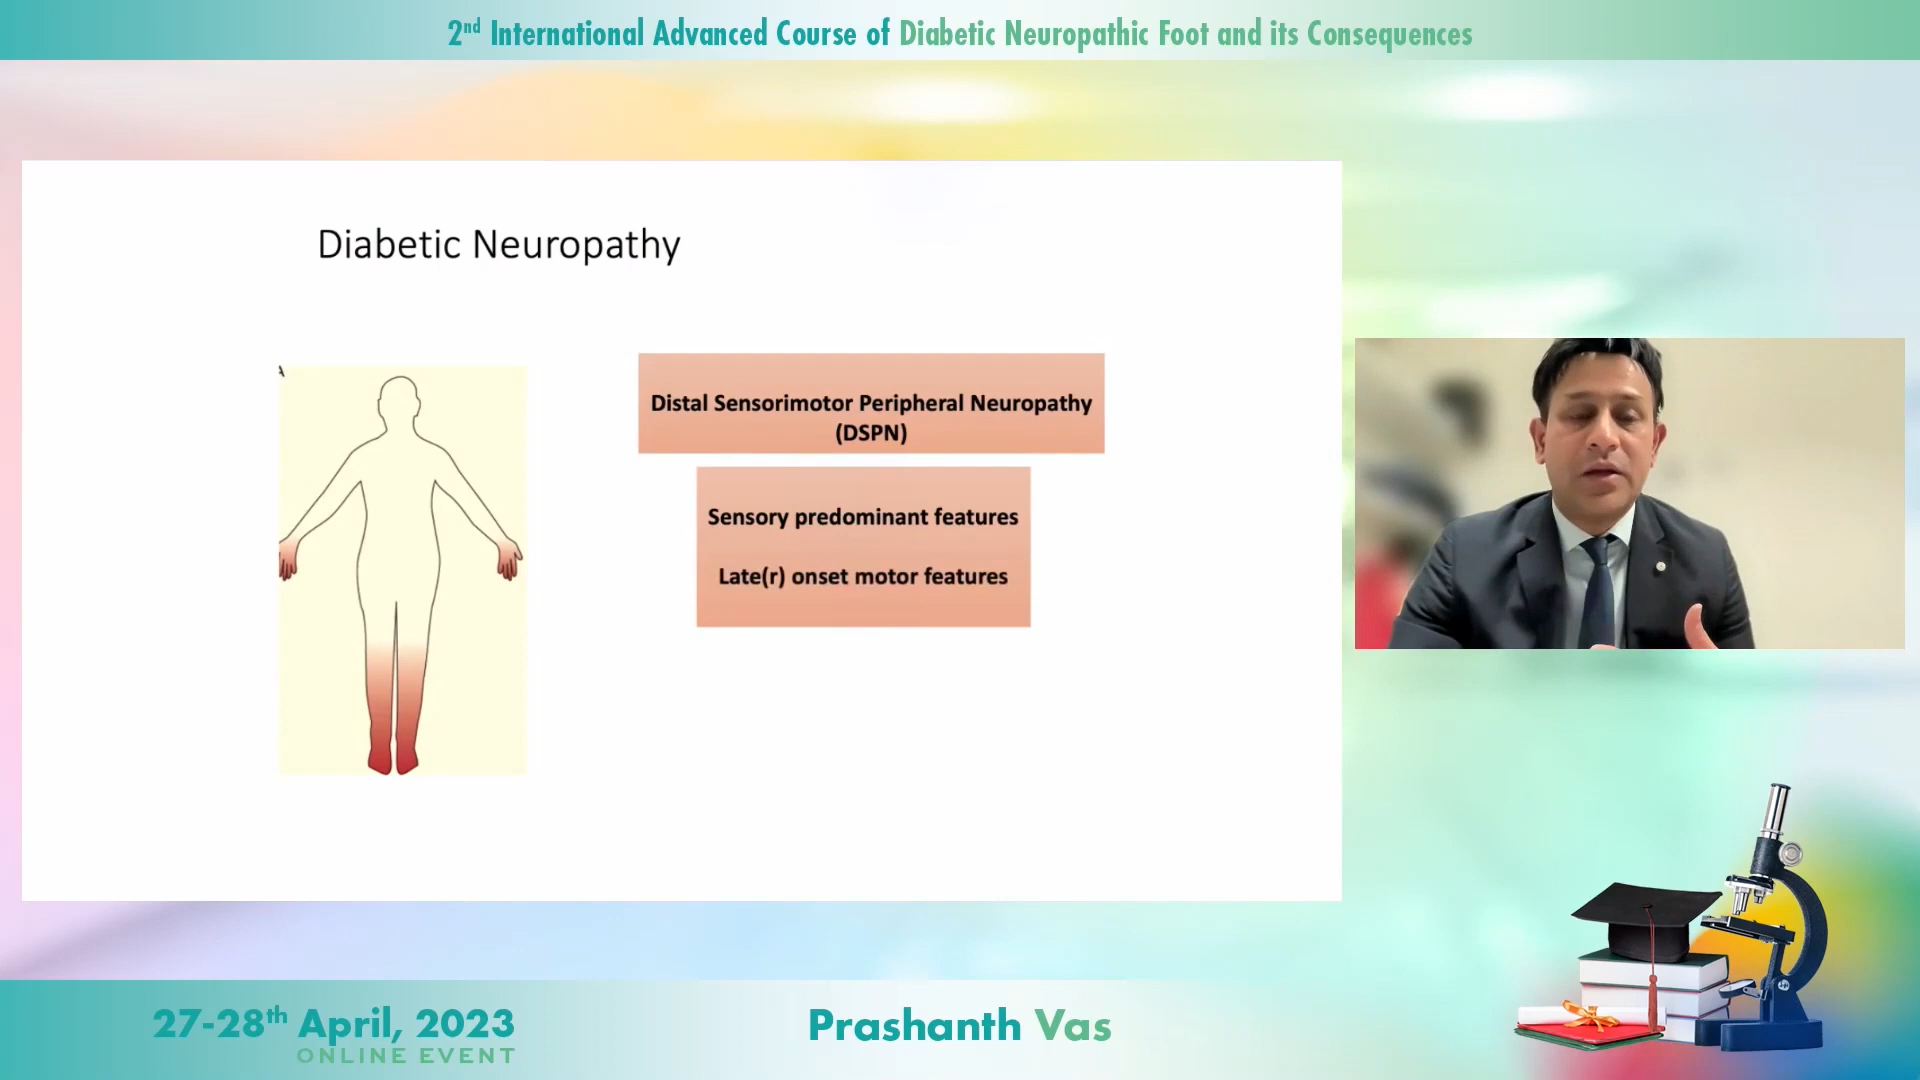 2nd International Advanced Course of Diabetic Neuropathic Foot and its Consequences
Diabetic Neuropathy
A
Distal Sensorimotor Peripheral Neuropathy
(DSPN)
Sensory predominant features
Late(r) onset motor features
27-28th April, 2023
ONLINE EVENT
Prashanth Vas